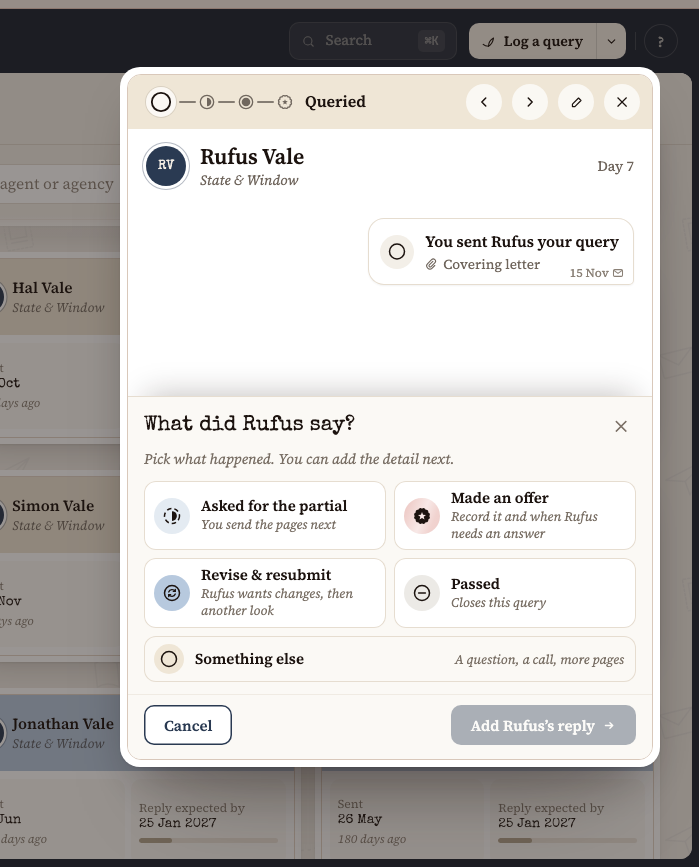 Search
⌘K
Log a query
?
Queried
RV
Rufus Vale
State & Window
Day 7
agent or agency
You sent Rufus your query
Covering letter
15 Nov
Hal Vale
State & Window
Oct
days ago
What did Rufus say?
Pick what happened. You can add the detail next.
Asked for the partial
You send the pages next
Made an offer
Record it and when Rufus
needs an answer
Simon Vale
State & Window
Nov
days ago
Revise & resubmit
Rufus wants changes, then
another look
Passed
Closes this query
Something else
A question, a call, more pages
Jonathan Vale
State & Window
Cancel
Add Rufus's reply →
Jun
days ago
Reply expected by
25 Jan 2027
Sent
26 May
180 days ago
Reply expected by
25 Jan 2027